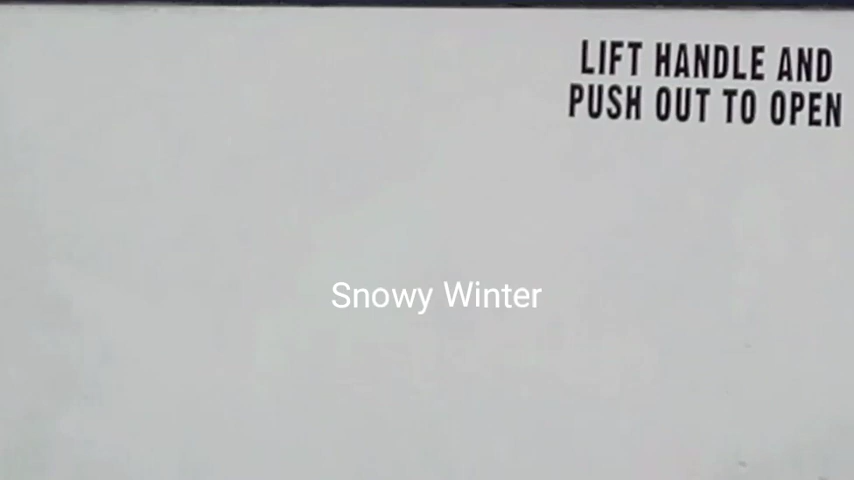 LIFT HANDLE AND
PUSH OUT TO OPEN
Snowy Winter